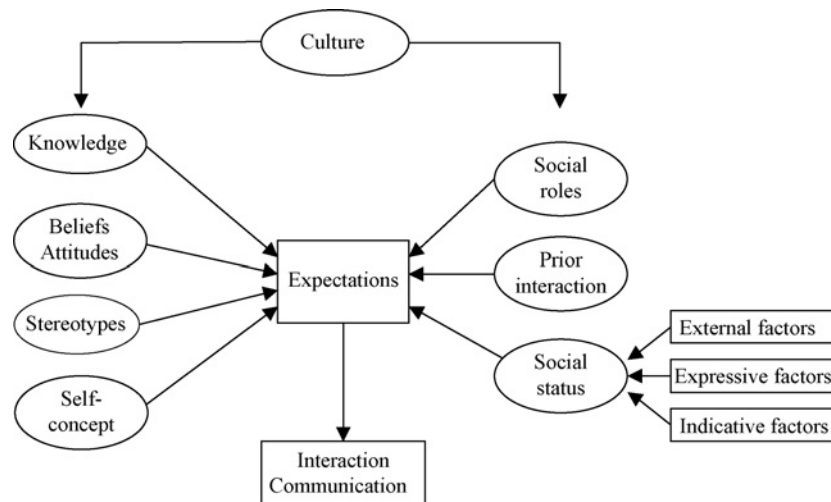 Culture
Knowledge
Beliefs
Attitudes
Stereotypes
Self-
concept
Expectations
Interaction
Communication
Social
roles
Prior
interaction
Social
status
External factors
Expressive factors
Indicative factors